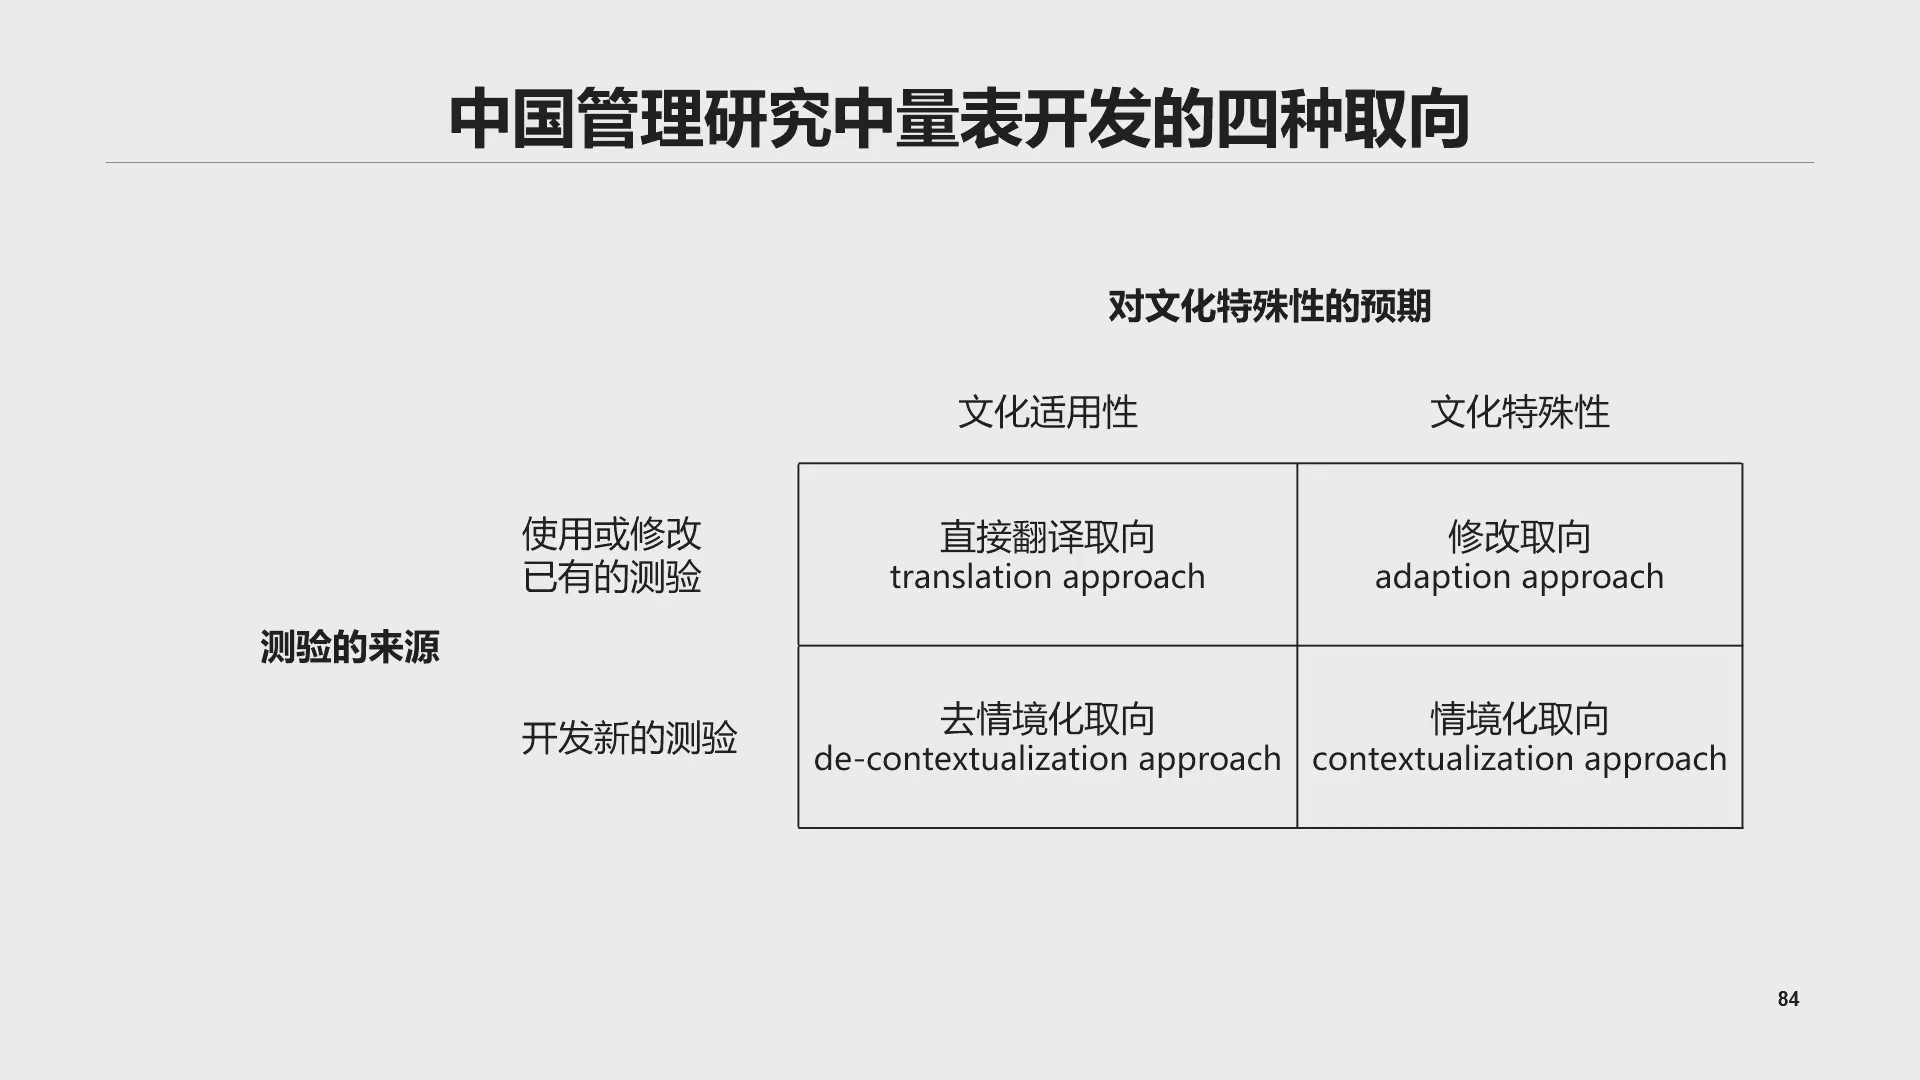 中国管理研究中量表开发的四种取向
对文化特殊性的预期
文化适用性
文化特殊性
使用或修改
已有的测验
直接翻译取向
translation approach
修改取向
adaption approach
测验的来源
开发新的测验
去情境化取向
de-contextualization approach
情境化取向
contextualization approach
84